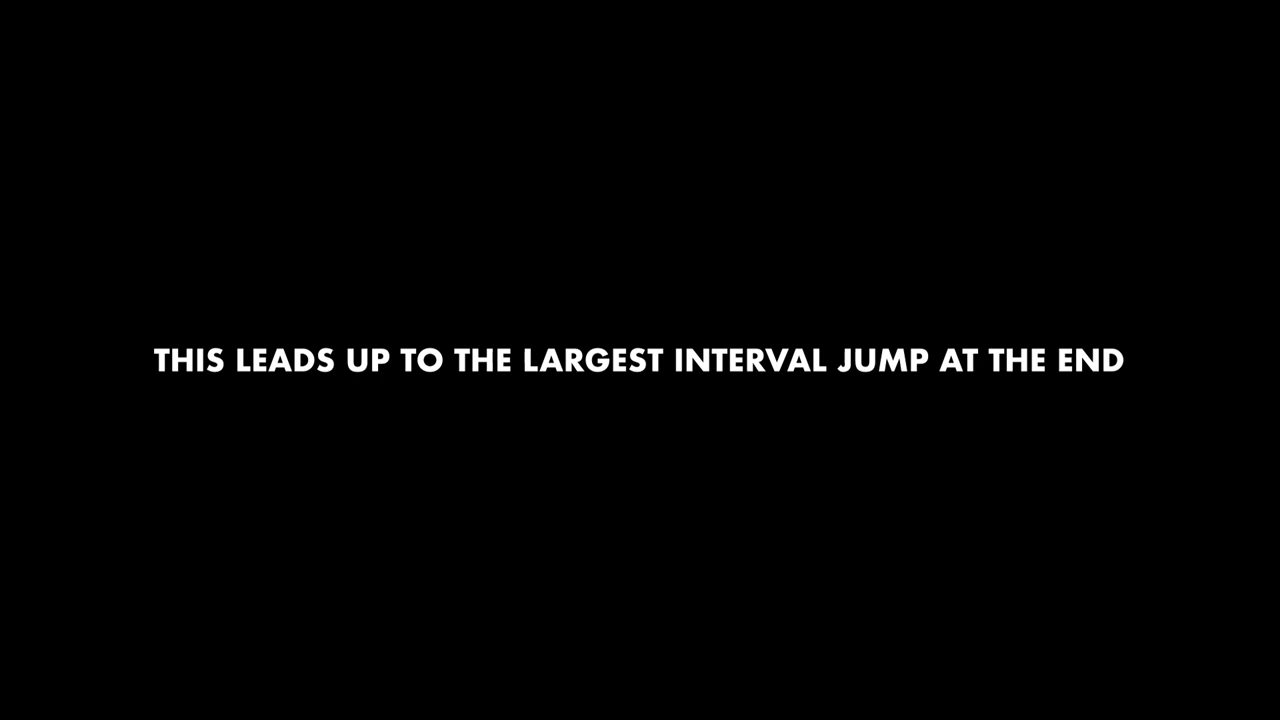 THIS LEADS UP TO THE LARGEST INTERVAL JUMP AT THE END